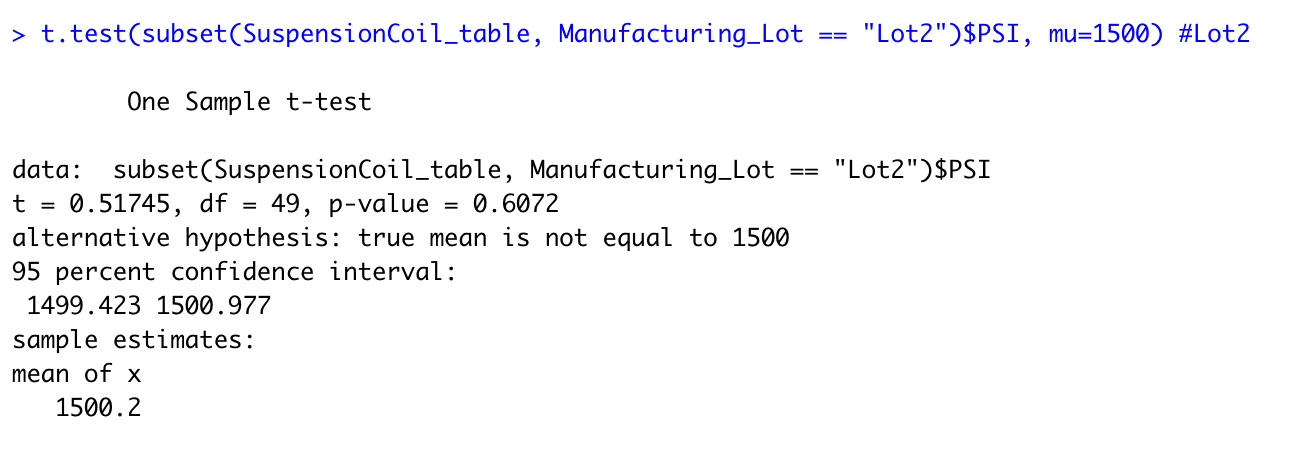 > t.test(subset(SuspensionCoil_table, Manufacturing_Lot == "Lot2")$PSI, mu=1500) #Lot2
One Sample t-test
data:  subset(SuspensionCoil_table, Manufacturing_Lot == "Lot2")$PSI
t = 0.51745, df = 49, p-value = 0.6072
alternative hypothesis: true mean is not equal to 1500
95 percent confidence interval:
1499.423 1500.977
sample estimates:
mean of x
1500.2